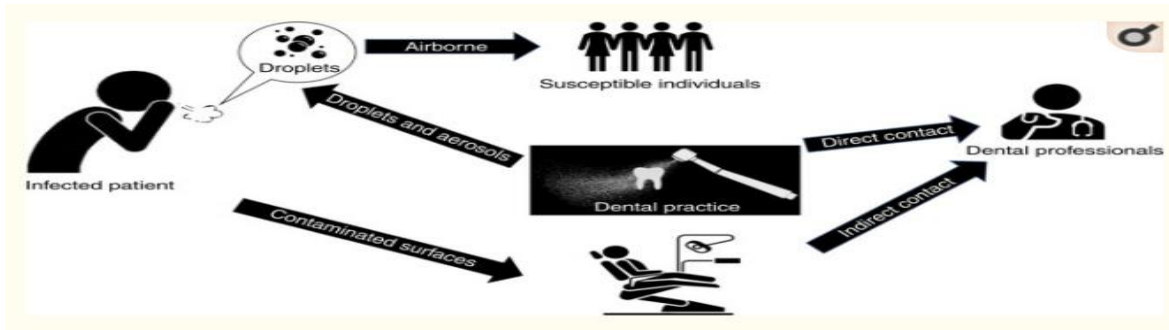 Airborne
Droplets
Susceptible individuals
Droplets and aerosols
Direct contact
Dental professionals
Infected patient
Dental practice
Indirect contact
Contaminated surfaces